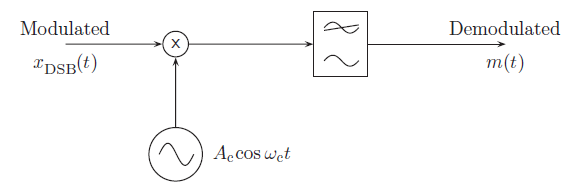 Modulated
Demodulated
x
x_DSB(t)
m(t)
A_c cos ω_c t